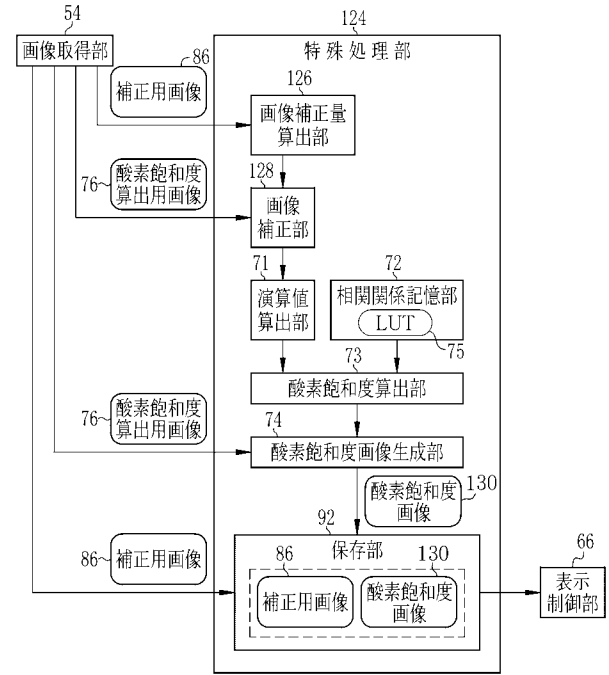 54
画像取得部
124
特殊処理部
86
補正用画像
126
画像補正量
算出部
76
酸素飽和度
算出用画像
128
画像
補正部
71
演算値
算出部
72
相関関係記憶部
LUT
75
73
酸素飽和度算出部
76
酸素飽和度
算出用画像
74
酸素飽和度画像生成部
酸素飽和度
画像
130
86
補正用画像
92
保存部
86
補正用画像
130
酸素飽和度
画像
66
表示
制御部